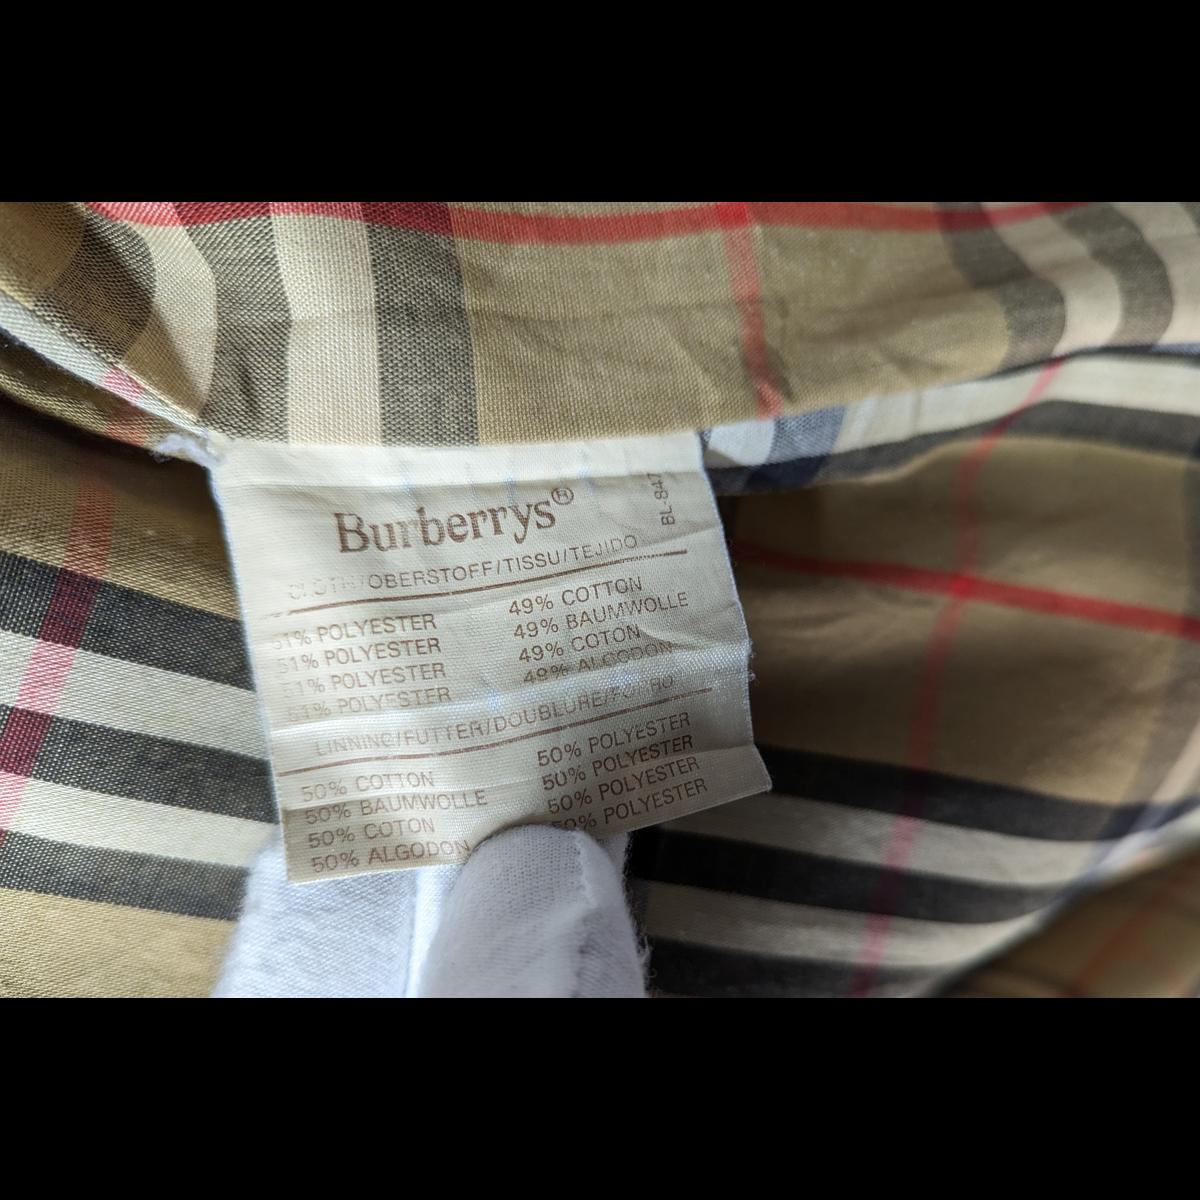 Burberrys®
BL-847
CLOTH/OBERSTOFF/TISSU/TEJIDO
51% POLYESTER 49% COTTON
51% POLYESTER 49% BAUMWOLLE
51% POLYESTER 49% COTON
51% POLYESTER 49% ALGODON
LINNING/FUTTER/DOUBLURE/FORRO
50% COTTON 50% POLYESTER
50% BAUMWOLLE 50% POLYESTER
50% COTON 50% POLYESTER
50% ALGODON 50% POLYESTER